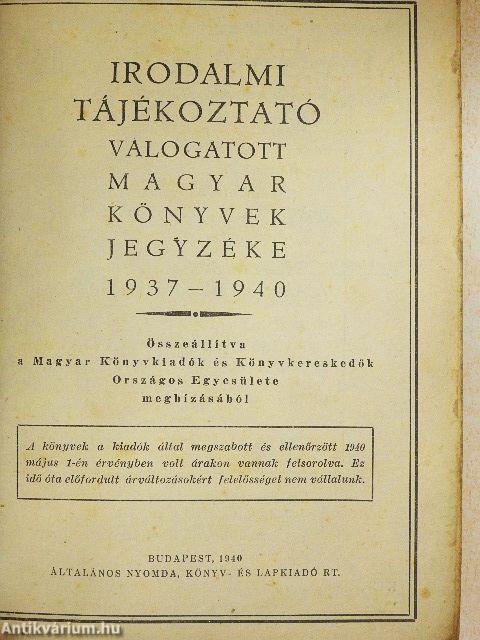 IRODALMI
TÁJÉKOZTATÓ
VÁLOGATOTT
MAGYAR
KÖNYVEK
JEGYZÉKE
1937 – 1940
Összeállítva
a Magyar Könyvkiadók és Könyvkereskedők
Országos Egyesülete
megbízásából
A könyvek a kiadók által megszabott és ellenőrzött 1940
május 1-én érvényben volt árakon vannak felsorolva. Ez
idő óta előfordult árváltozásokért felelősséget nem vállalunk.
BUDAPEST, 1940
ÁLTALÁNOS NYOMDA, KÖNYV- ÉS LAPKIADÓ RT.
Antikvárium.hu